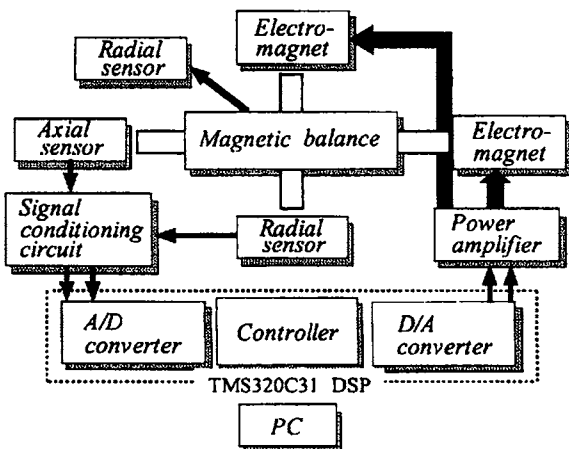 Electro-
magnet
Radial
sensor
Axial
sensor
Magnetic balance
Electro-
magnet
Signal
conditioning
circuit
Radial
sensor
Power
amplifier
A/D
converter
Controller
D/A
converter
TMS320C31 DSP
PC